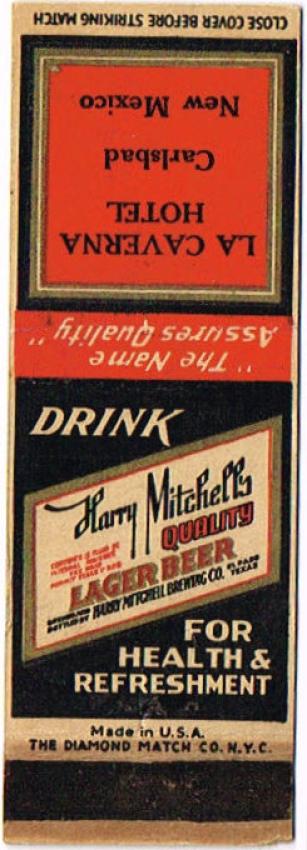 CLOSE COVER BEFORE STRIKING MATCH
LA CAVERNA
HOTEL
Carlsbad
New Mexico
"The Name
Assures Quality"
DRINK
Harry Mitchell's
QUALITY
LAGER BEER
HARRY MITCHELL BREWING CO. EL PASO
TEXAS
FOR
HEALTH &
REFRESHMENT
Made in U.S.A.
THE DIAMOND MATCH CO. N.Y.C.